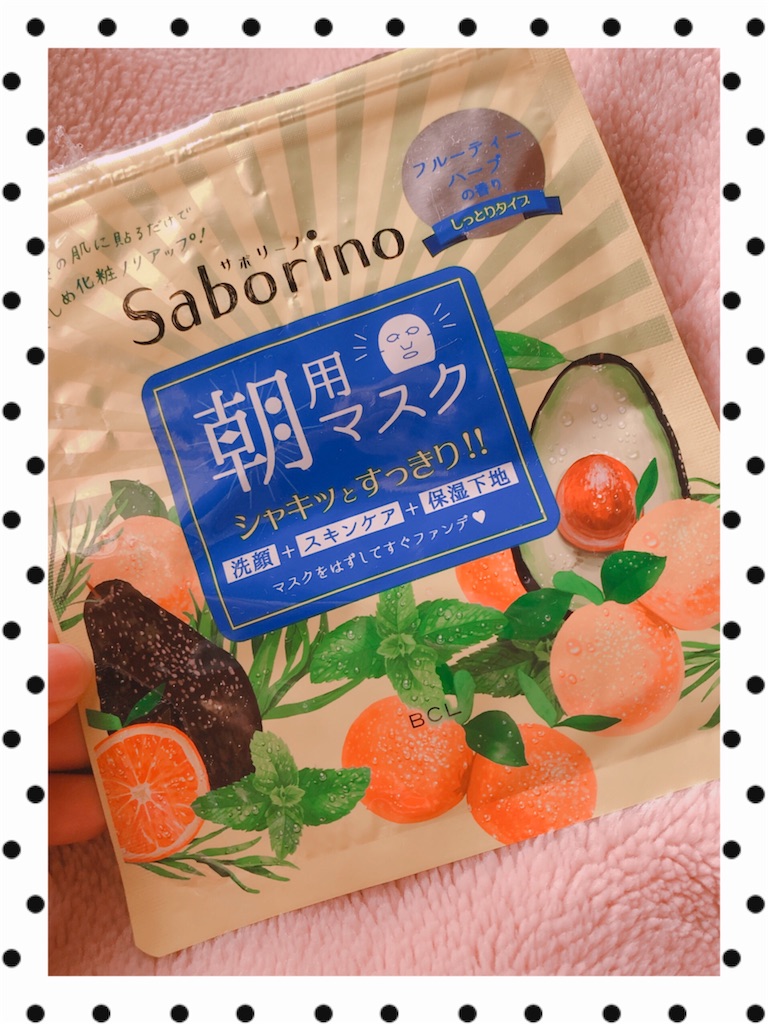 フルーティー
ハーブ
の香り
しっとりタイプ
の肌に貼るだけで
しめ化粧ノリアップ!
サボリーノ
Saborino
朝用
マスク
シャキッとすっきり!!
洗顔+スキンケア+保湿下地
マスクをはずしてすぐファンデ♥
BCL